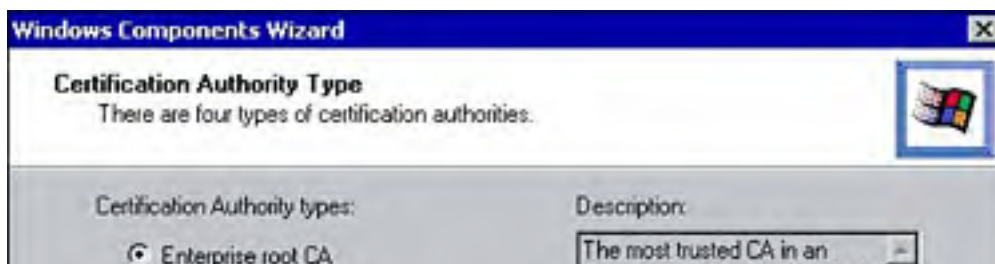 Windows Components Wizard
Certification Authority Type
There are four types of certification authorities.
Certification Authority types:
Enterprise root CA
Description:
The most trusted CA in an